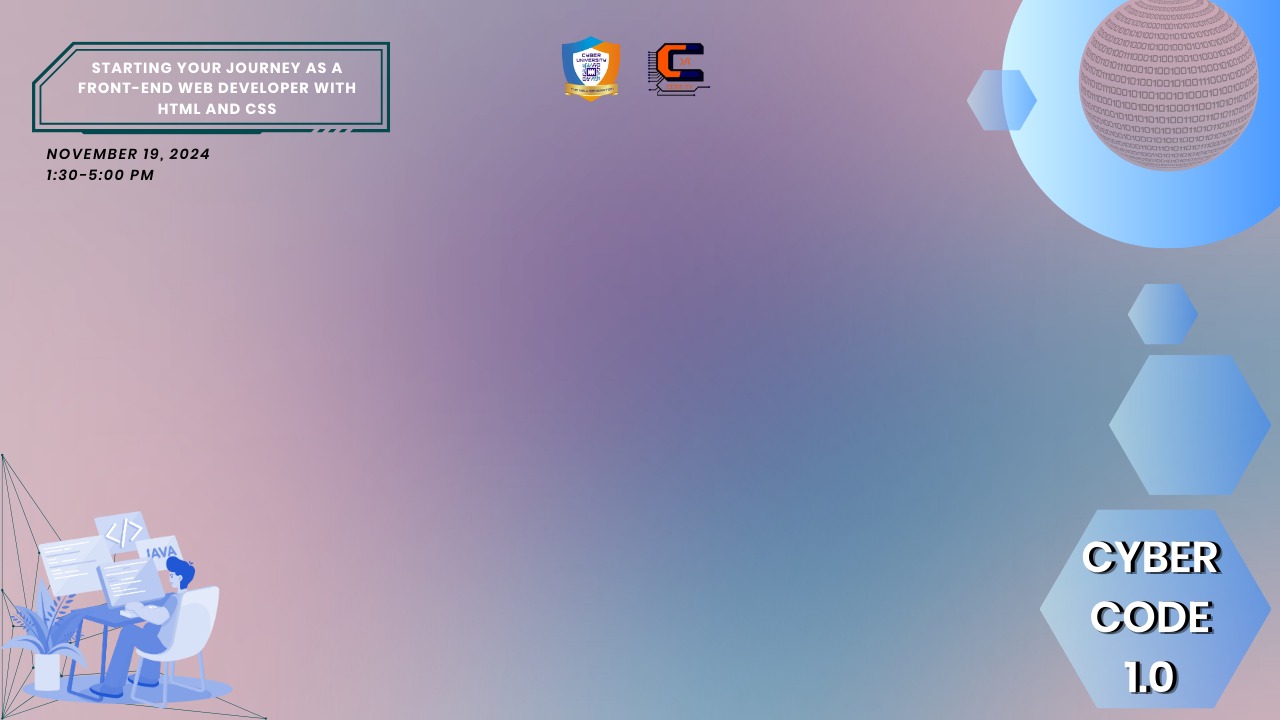 STARTING YOUR JOURNEY AS A
FRONT-END WEB DEVELOPER WITH
HTML AND CSS
NOVEMBER 19, 2024
1:30-5:00 PM
CYBER
UNIVERSITY
</>
JAVA
CYBER
CODE
1.0